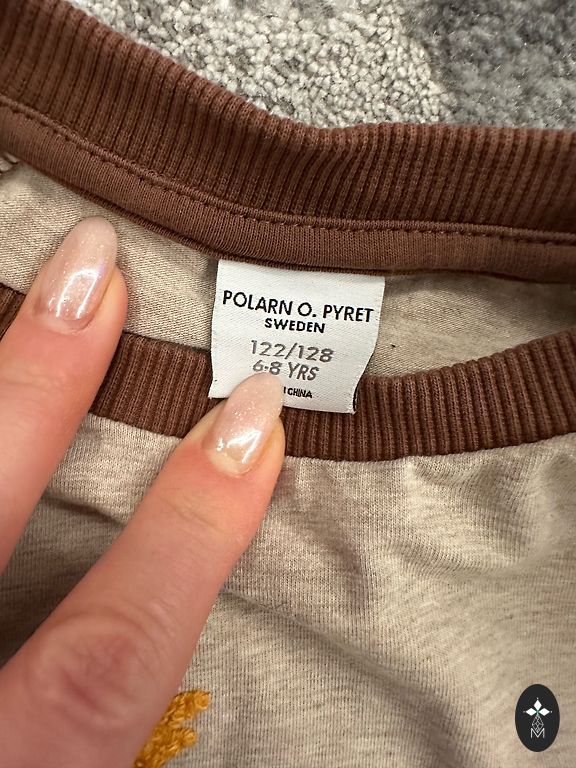 POLARN O. PYRET
SWEDEN
122/128
6-8 YRS
CHINA